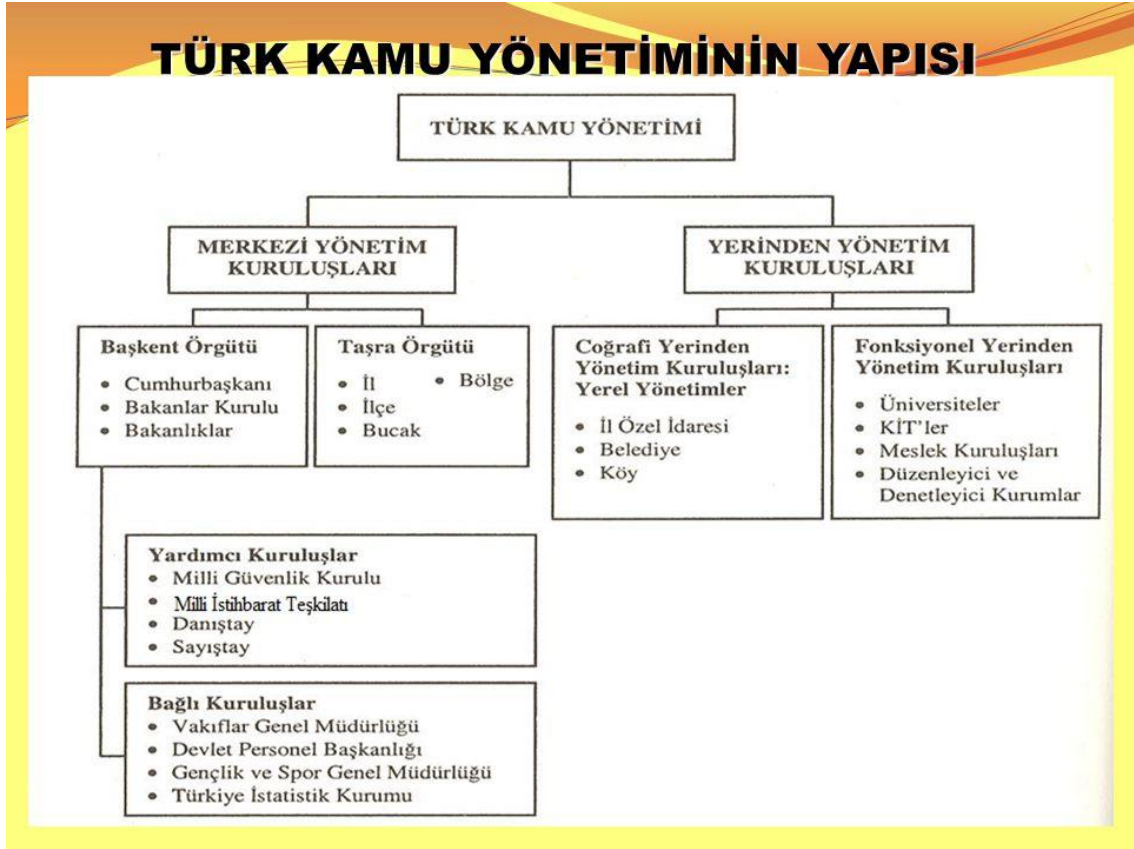 TÜRK KAMU YÖNETİMİNİN YAPISI
TÜRK KAMU YÖNETİMİ
MERKEZİ YÖNETİM
KURULUŞLARI
YERİNDEN YÖNETİM
KURULUŞLARI
Başkent Örgütü
• Cumhurbaşkanı
• Bakanlar Kurulu
• Bakanlıklar
Taşra Örgütü
• İl • Bölge
• İlçe
• Bucak
Coğrafi Yerinden
Yönetim Kuruluşları:
Yerel Yönetimler
• İl Özel İdaresi
• Belediye
• Köy
Fonksiyonel Yerinden
Yönetim Kuruluşları
• Üniversiteler
• KİT’ler
• Meslek Kuruluşları
• Düzenleyici ve
Denetleyici Kurumlar
Yardımcı Kuruluşlar
• Milli Güvenlik Kurulu
• Milli İstihbarat Teşkilatı
• Danıştay
• Sayıştay
Bağlı Kuruluşlar
• Vakıflar Genel Müdürlüğü
• Devlet Personel Başkanlığı
• Gençlik ve Spor Genel Müdürlüğü
• Türkiye İstatistik Kurumu